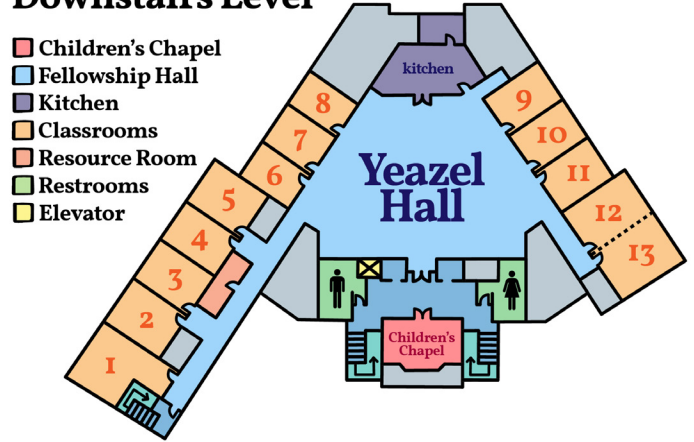 Downstairs Level
Children's Chapel
Fellowship Hall
Kitchen
Classrooms
Resource Room
Restrooms
Elevator
kitchen
8
9
7
10
6
11
Yeazel
Hall
5
12
4
13
3
2
Children's
Chapel
1